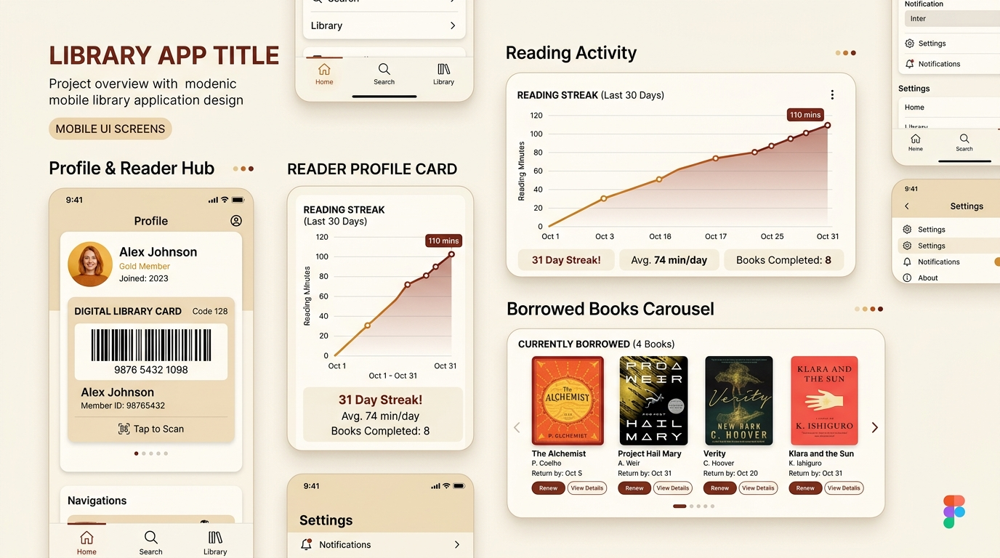 LIBRARY APP TITLE
Project overview with modenic
mobile library application design
MOBILE UI SCREENS
Search
Library
Home
Search
Library
Profile & Reader Hub
9:41
Profile
Alex Johnson
Gold Member
Joined: 2023
DIGITAL LIBRARY CARD
Code 128
9876 5432 1098
Alex Johnson
Member ID: 98765432
Tap to Scan
Navigations
Home
Search
Library
READER PROFILE CARD
READING STREAK
(Last 30 Days)
110 mins
Reading Minutes
120
100
80
60
40
20
0
Oct 1
Oct 31
Oct 1 - Oct 31
31 Day Streak!
Avg. 74 min/day
Books Completed: 8
9:41
Settings
Notifications
Reading Activity
READING STREAK (Last 30 Days)
110 mins
Reading Minutes
120
100
80
60
40
20
0
Oct 1
Oct 3
Oct 16
Oct 17
Oct 25
Oct 31
31 Day Streak!
Avg. 74 min/day
Books Completed: 8
Borrowed Books Carousel
CURRENTLY BORROWED (4 Books)
The
ALCHEMIST
P. GLCHEMIST
PROA
WEIR
HAIL
MARY
Verity
NEW DARK
C. HOOVER
KLARA AND
THE SUN
K. ISHIGURO
The Alchemist
P. Coelho
Return by: Oct S
Renew
View Details
Project Hail Mary
A. Weir
Return by: Oct 31
Renew
View Details
Verity
C. Hoover
Return by: Oct 20
Renew
View Details
Klara and the Sun
K. Iahiguro
Return by: Oct 31
Renew
View Details
Notification
Inter
Settings
Notifications
Settings
Home
Library
Heine
Search
9:41
Settings
Settings
Settings
Notifications
About